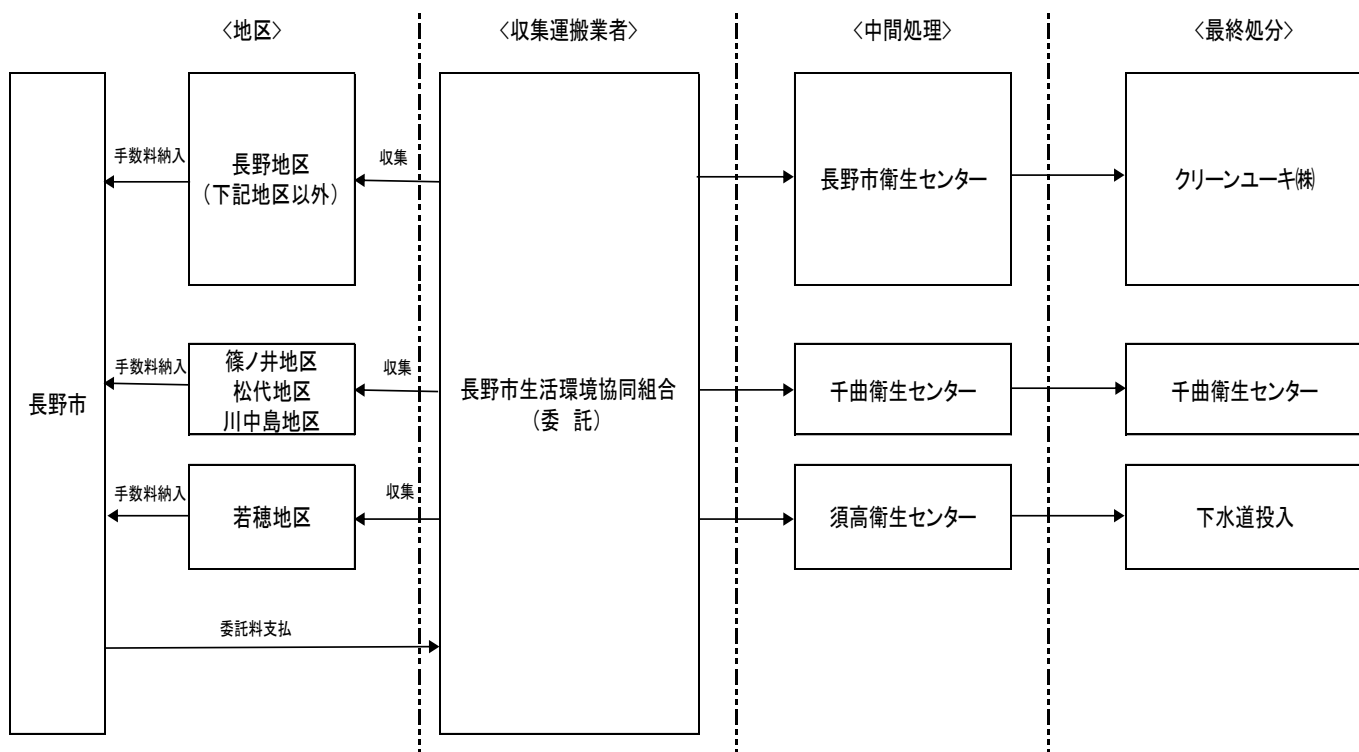 〈地区〉
〈収集運搬業者〉
〈中間処理〉
〈最終処分〉
手数料納入
長野地区
(下記地区以外)
収集
長野市衛生センター
クリーンユーキ㈱
長野市
手数料納入
篠ノ井地区
松代地区
川中島地区
収集
長野市生活環境協同組合
(委 託)
千曲衛生センター
千曲衛生センター
手数料納入
若穂地区
収集
須高衛生センター
下水道投入
委託料支払